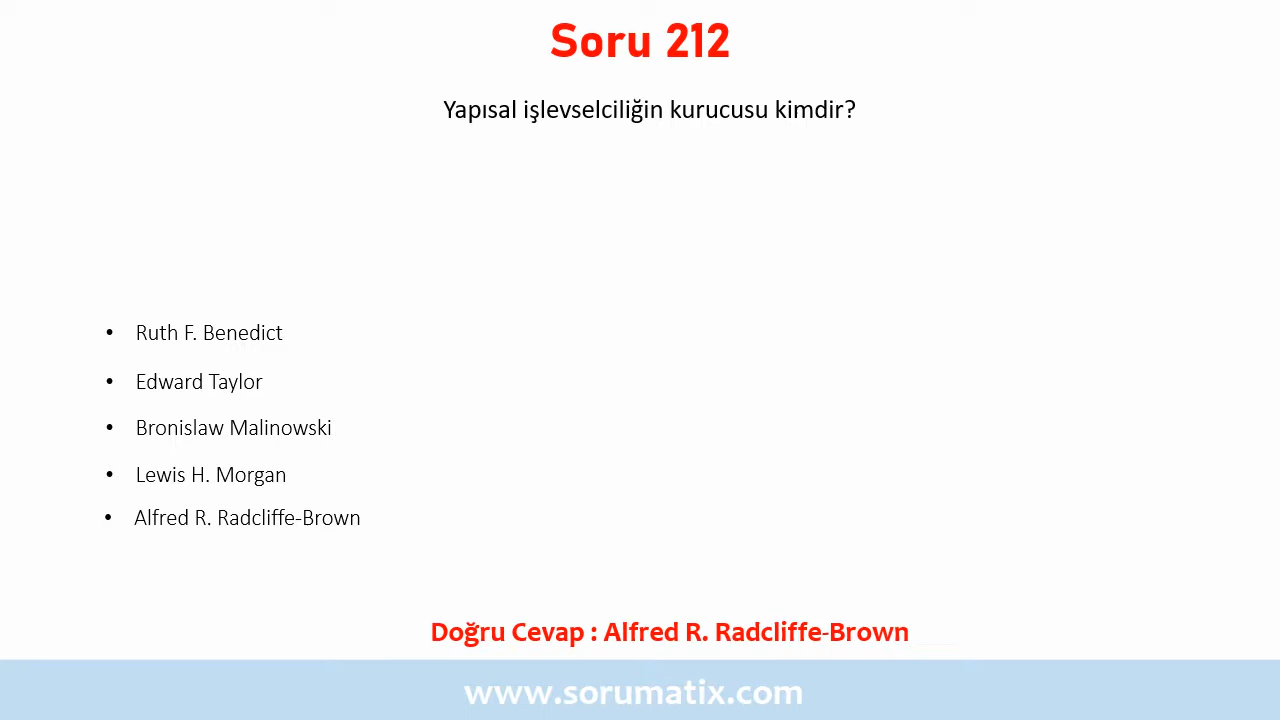 Soru 212
Yapısal işlevselciliğin kurucusu kimdir?
• Ruth F. Benedict
• Edward Taylor
• Bronislaw Malinowski
• Lewis H. Morgan
• Alfred R. Radcliffe-Brown
Doğru Cevap : Alfred R. Radcliffe-Brown
www.sorumatix.com